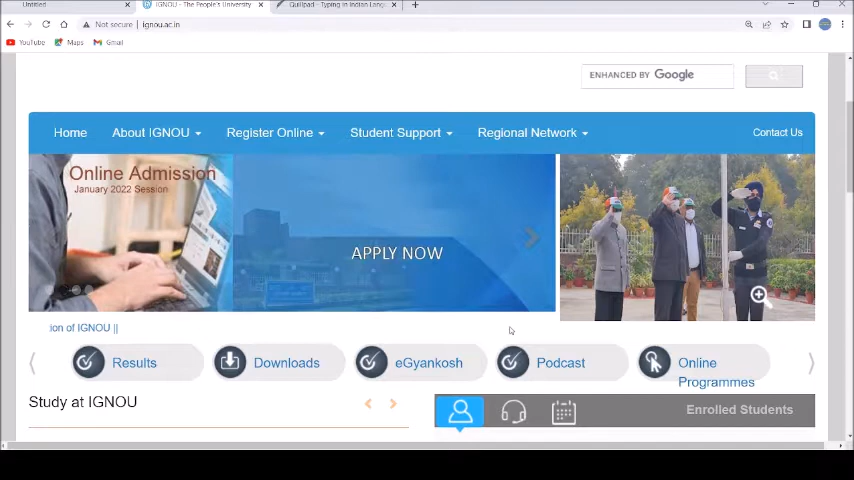 Untitled
IGNOU - The People's University
Quillpad - Typing in Indian Lang
Not secure
ignou.ac.in
YouTube
Maps
Gmail
ENHANCED BY Google
Home
About IGNOU
Register Online
Student Support
Regional Network
Contact Us
Online Admission
January 2022 Session
APPLY NOW
ion of IGNOU ||
Results
Downloads
eGyankosh
Podcast
Online
Programmes
Study at IGNOU
Enrolled Students